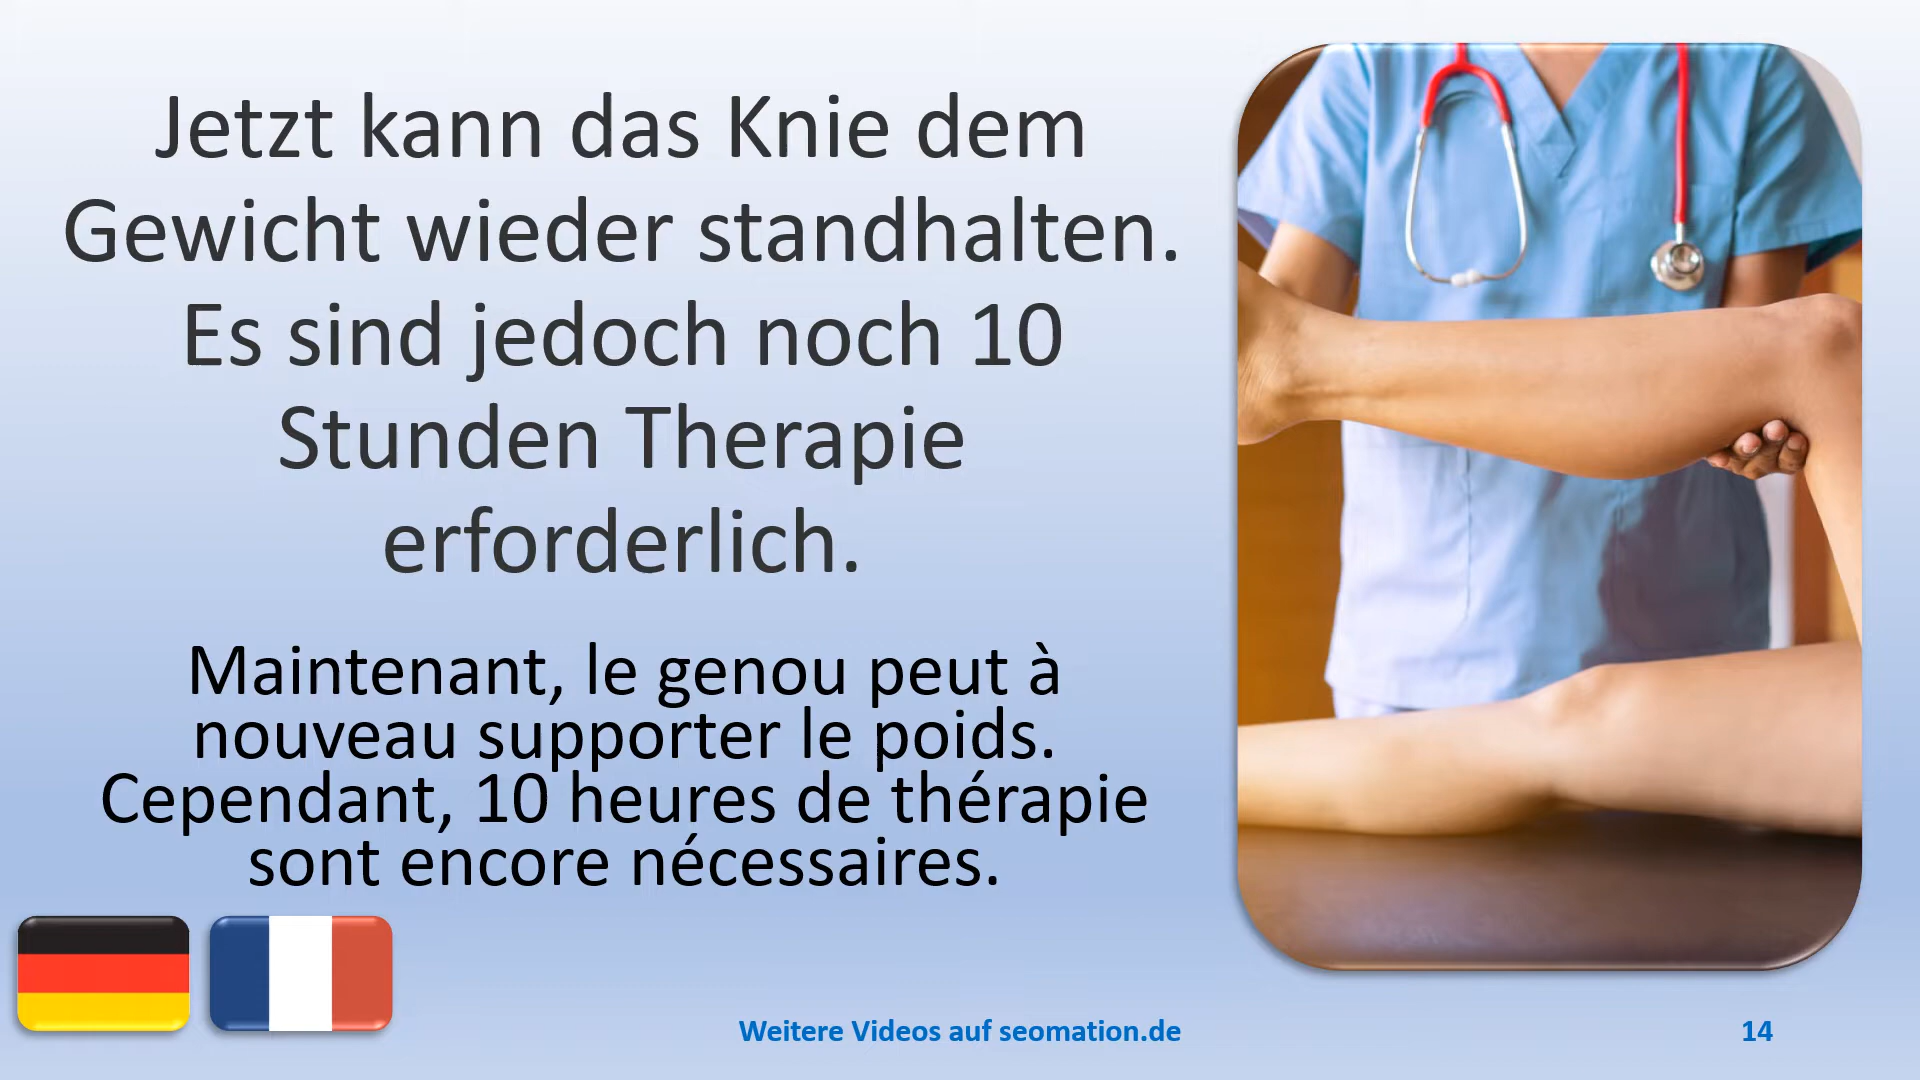 Jetzt kann das Knie dem
Gewicht wieder standhalten.
Es sind jedoch noch 10
Stunden Therapie
erforderlich.
Maintenant, le genou peut à
nouveau supporter le poids.
Cependant, 10 heures de thérapie
sont encore nécessaires.
Weitere Videos auf seomation.de
14